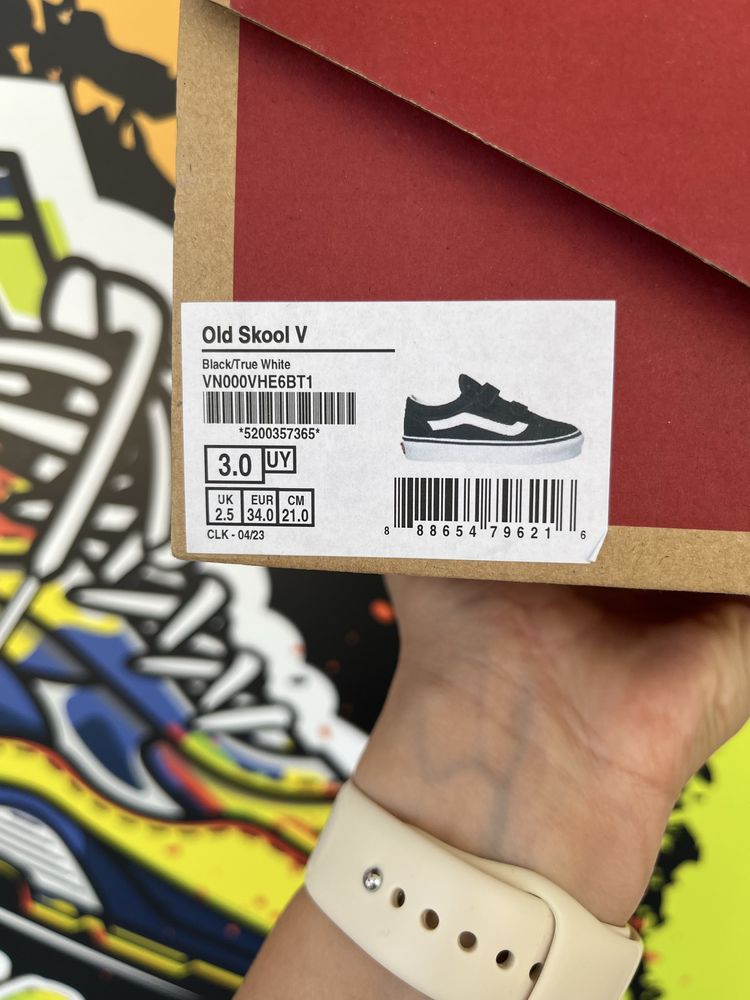 Old Skool V
Black/True White
VN000VHE6BT1
*5200357365*
3.0 UY
UK EUR CM
2.5 34.0 21.0
CLK - 04/23
8 88654 79621 6